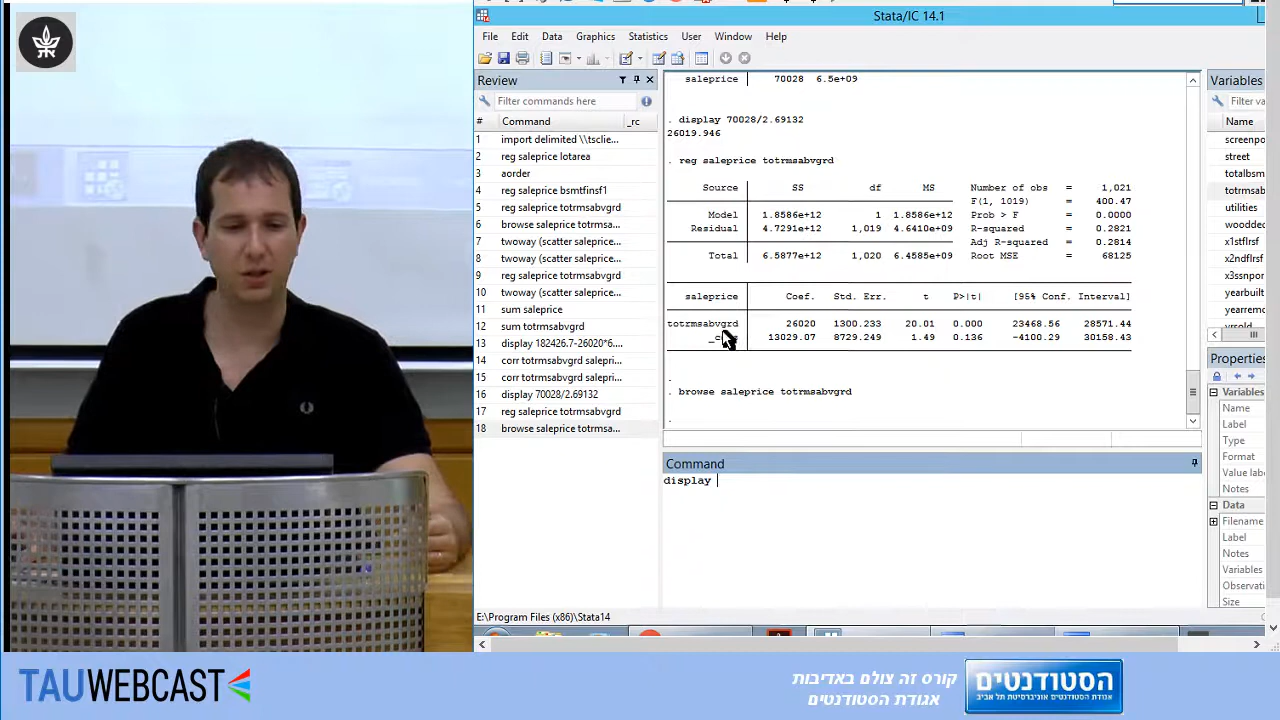 Stata/IC 14.1
File Edit Data Graphics Statistics User Window Help
Review
Filter commands here
# Command _rc
1 import delimited \\tsclie...
2 reg saleprice lotarea
3 aorder
4 reg saleprice bsmtfinsf1
5 reg saleprice totrmsabvgrd
6 browse saleprice totrmsa...
7 twoway (scatter saleprice...
8 twoway (scatter saleprice...
9 reg saleprice totrmsabvgrd
10 twoway (scatter saleprice...
11 sum saleprice
12 sum totrmsabvgrd
13 display 182426.7-26020*6....
14 corr totrmsabvgrd salepri...
15 corr totrmsabvgrd salepri...
16 display 70028/2.69132
17 reg saleprice totrmsabvgrd
18 browse saleprice totrmsa...
saleprice 70028 6.5e+09
. display 70028/2.69132
26019.946
. reg saleprice totrmsabvgrd
Source SS df MS Number of obs = 1,021
F(1, 1019) = 400.47
Model 1.8586e+12 1 1.8586e+12 Prob > F = 0.0000
Residual 4.7291e+12 1,019 4.6410e+09 R-squared = 0.2821
Adj R-squared = 0.2814
Total 6.5877e+12 1,020 6.4585e+09 Root MSE = 68125
saleprice Coef. Std. Err. t P>|t| [95% Conf. Interval]
totrmsabvgrd 26020 1300.233 20.01 0.000 23468.56 28571.44
13029.07 8729.249 1.49 0.136 -4100.29 30158.43
.
. browse saleprice totrmsabvgrd
.
Command
display
Variables
Filter va
Name
screenpo
street
totalbsm
totrmsab
utilities
woodded
x1stflrsf
x2ndflrsf
x3ssnpor
yearbuilt
yearremo
yrsold
Properties
Variables
Name
Label
Type
Format
Value lab
Notes
Data
Filename
Label
Notes
Variables
Observati
Size
E:\Program Files (x86)\Stata14
TAUWEBCAST
קורס זה צולם באדיבות
אגודת הסטודנטים
הסטודנטים
אגודת הסטודנטים אוניברסיטת תל אביב